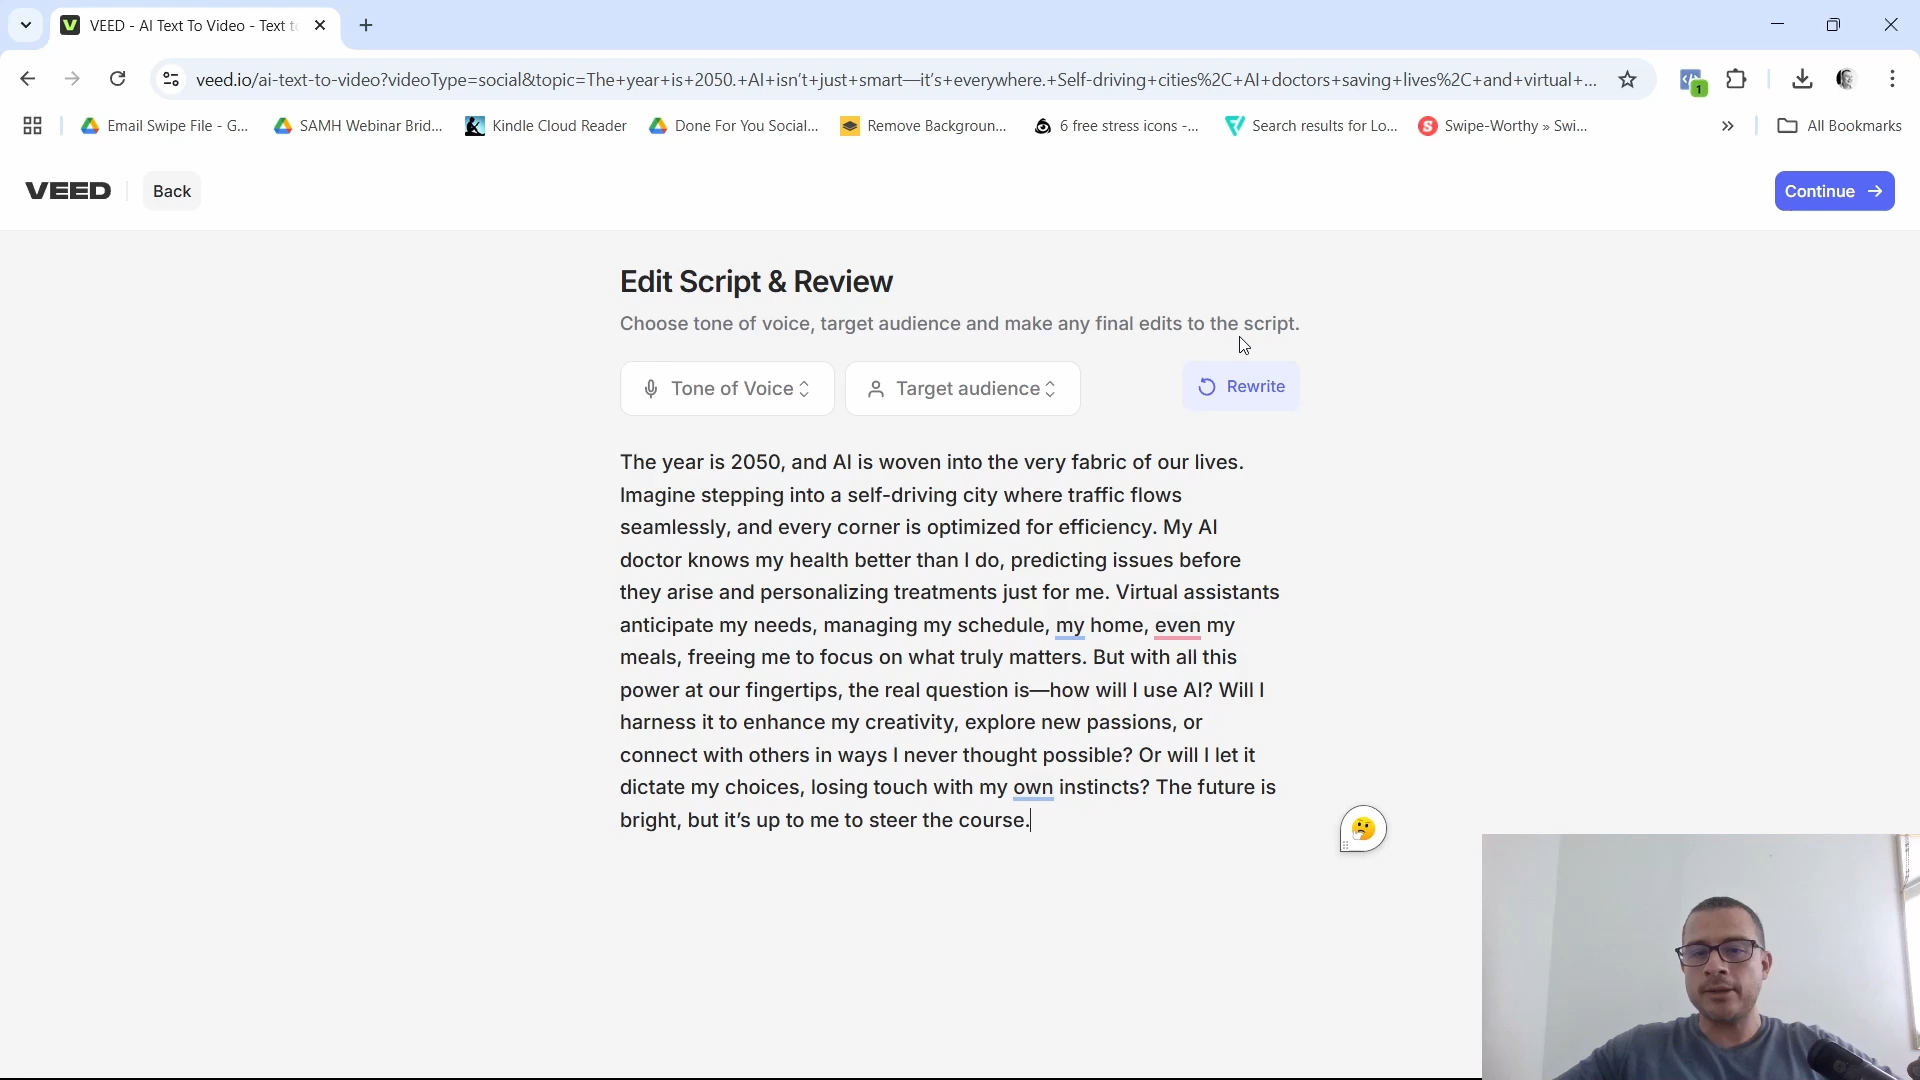 VEED - AI Text To Video - Text to
veed.io/ai-text-to-video?videoType=social&topic=The+year+is+2050.+AI+isn't+just+smart—it's+everywhere.+Self-driving+cities%2C+AI+doctors+saving+lives%2C+and+virtual+...
1
Email Swipe File - G...
SAMH Webinar Brid...
Kindle Cloud Reader
Done For You Social...
Remove Backgroun...
6 free stress icons -...
Search results for Lo...
Swipe-Worthy » Swi...
All Bookmarks
VEED
Back
Continue
Edit Script & Review
Choose tone of voice, target audience and make any final edits to the script.
Tone of Voice
Target audience
Rewrite
The year is 2050, and AI is woven into the very fabric of our lives.
Imagine stepping into a self-driving city where traffic flows
seamlessly, and every corner is optimized for efficiency. My AI
doctor knows my health better than I do, predicting issues before
they arise and personalizing treatments just for me. Virtual assistants
anticipate my needs, managing my schedule, my home, even my
meals, freeing me to focus on what truly matters. But with all this
power at our fingertips, the real question is—how will I use AI? Will I
harness it to enhance my creativity, explore new passions, or
connect with others in ways I never thought possible? Or will I let it
dictate my choices, losing touch with my own instincts? The future is
bright, but it's up to me to steer the course.